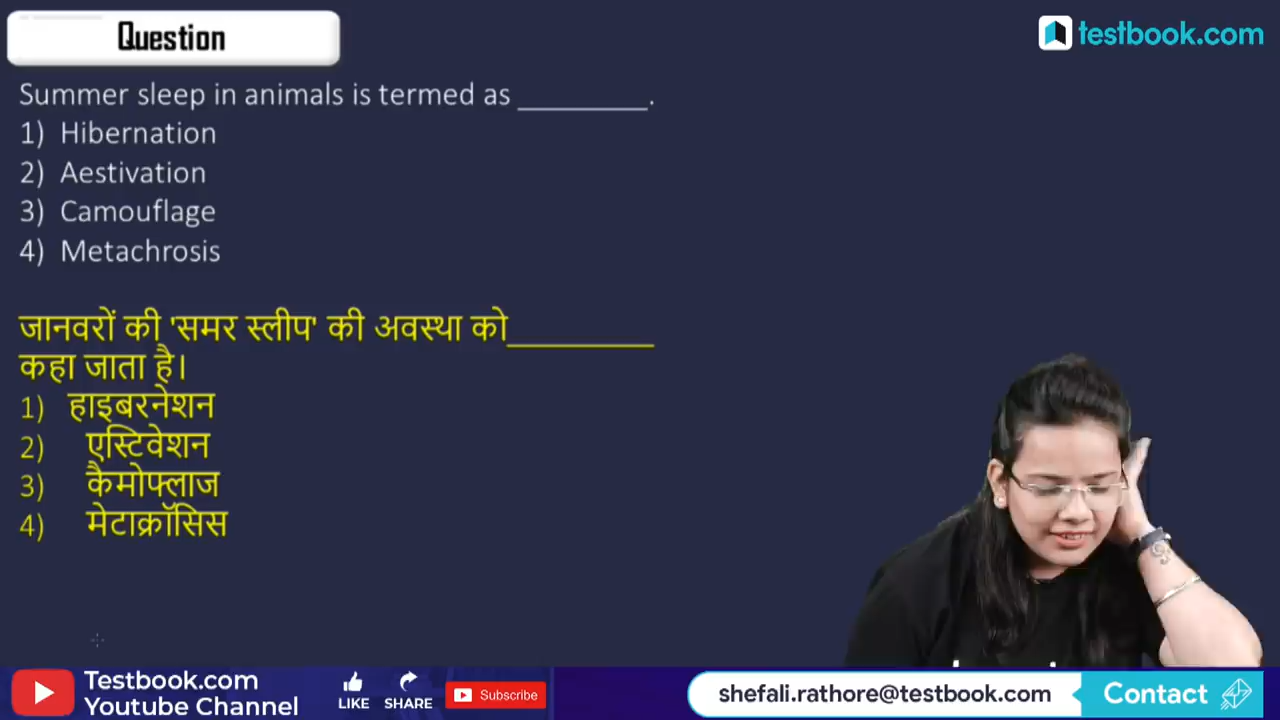 Question
testbook.com
Summer sleep in animals is termed as _________.
1) Hibernation
2) Aestivation
3) Camouflage
4) Metachrosis
जानवरों की 'समर स्लीप' की अवस्था को__________
कहा जाता है।
1) हाइबरनेशन
2) एस्टिवेशन
3) कैमोफ्लाज
4) मेटाक्रॉसिस
Testbook.com
Youtube Channel
LIKE
SHARE
Subscribe
shefali.rathore@testbook.com
Contact